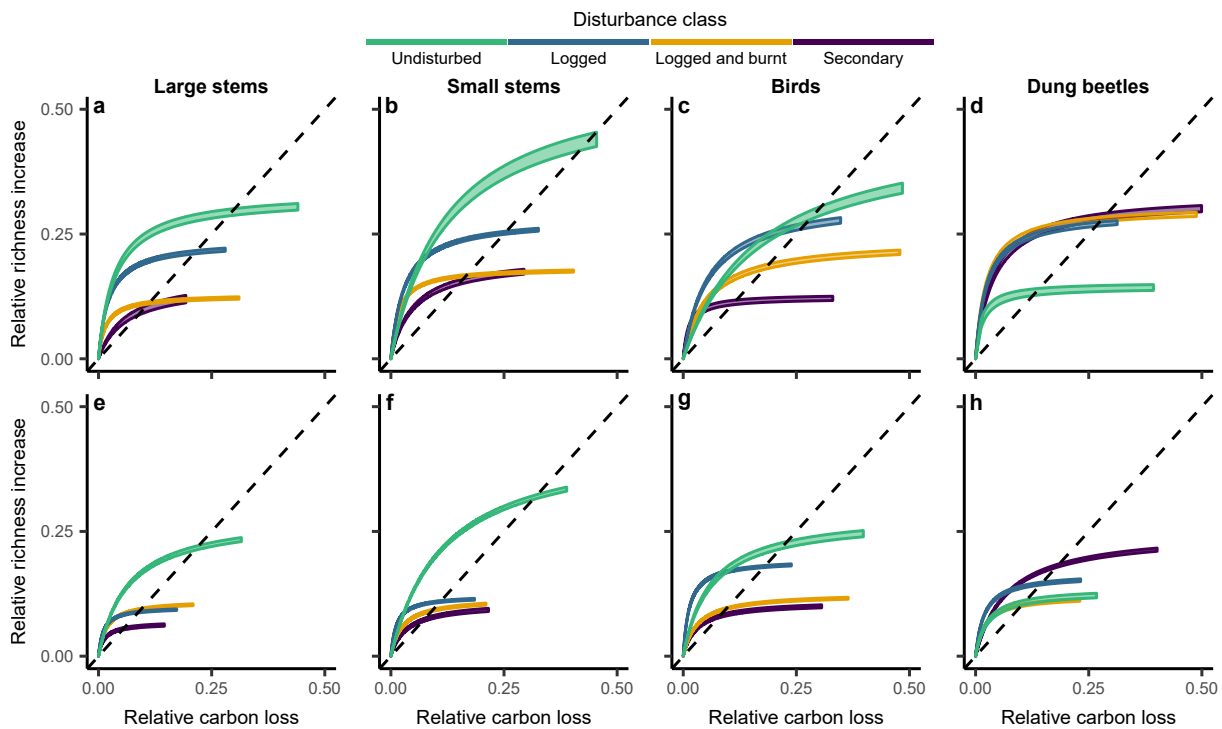 Disturbance class
Undisturbed Logged Logged and burnt Secondary
Large stems Small stems Birds Dung beetles
a b c d
0.50
0.25
0.00
Relative richness increase
e f g h
0.50
0.25
0.00
Relative richness increase
0.00 0.25 0.50 0.00 0.25 0.50 0.00 0.25 0.50 0.00 0.25 0.50
Relative carbon loss Relative carbon loss Relative carbon loss Relative carbon loss